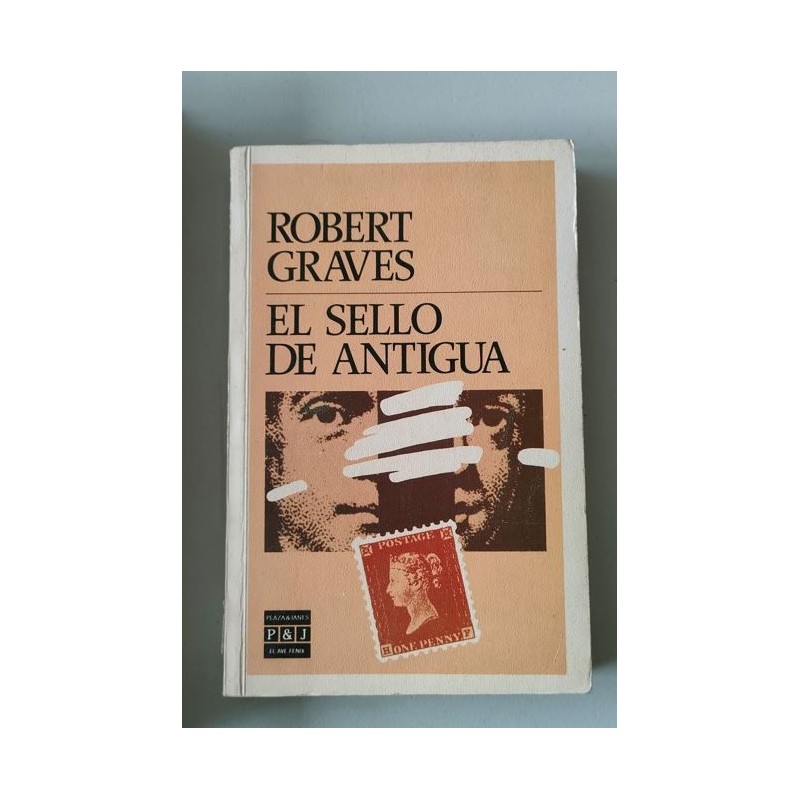 ROBERT
GRAVES
EL SELLO
DE ANTIGUA
POSTAGE
H ONE PENNY F
PLAZA & JANES
P & J
EL AVE FENIX